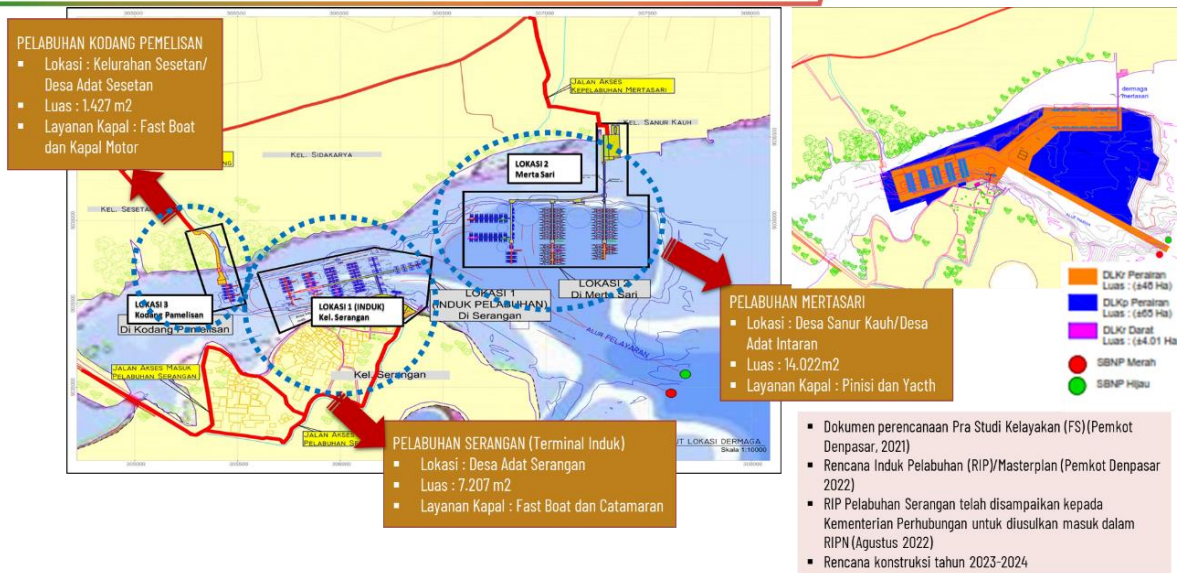 PELABUHAN KODANG PEMELISAN
▪ Lokasi : Kelurahan Sesetan/
Desa Adat Sesetan
▪ Luas : 1.427 m2
▪ Layanan Kapal : Fast Boat
dan Kapal Motor
JALAN AKSES
KEPELABUHAN MERTASARI
KEL. SANUR KAUH
KEL. SIDAKARYA
LOKASI 2
Merta Sari
LOKASI 3
Kodang Pamelisan
Di Kodang Pamelisan
LOKASI 1 (INDUK)
Kel. Serangan
LOKASI 1
(INDUK PELABUHAN)
Di Serangan
LOKASI 2
Di Merta Sari
ALUR PELAYARAN
Kel. Serangan
JALAN AKSES MASUK
PELABUHAN SERANGAN
Skala 1:10000
PELABUHAN SERANGAN (Terminal Induk)
▪ Lokasi : Desa Adat Serangan
▪ Luas : 7.207 m2
▪ Layanan Kapal : Fast Boat dan Catamaran
PELABUHAN MERTASARI
▪ Lokasi : Desa Sanur Kauh/Desa
Adat Intaran
▪ Luas : 14.022m2
▪ Layanan Kapal : Pinisi dan Yacth
dermaga
mertasari
DLKr Perairan
Luas : (±46 Ha)
DLKp Perairan
Luas : (±65 Ha)
DLKr Darat
Luas : (±4.01 Ha
SBNP Merah
SBNP Hijau
▪ Dokumen perencanaan Pra Studi Kelayakan (FS) (Pemkot
Denpasar, 2021)
▪ Rencana Induk Pelabuhan (RIP)/Masterplan (Pemkot Denpasar
2022)
▪ RIP Pelabuhan Serangan telah disampaikan kepada
Kementerian Perhubungan untuk diusulkan masuk dalam
RIPN (Agustus 2022)
▪ Rencana konstruksi tahun 2023-2024